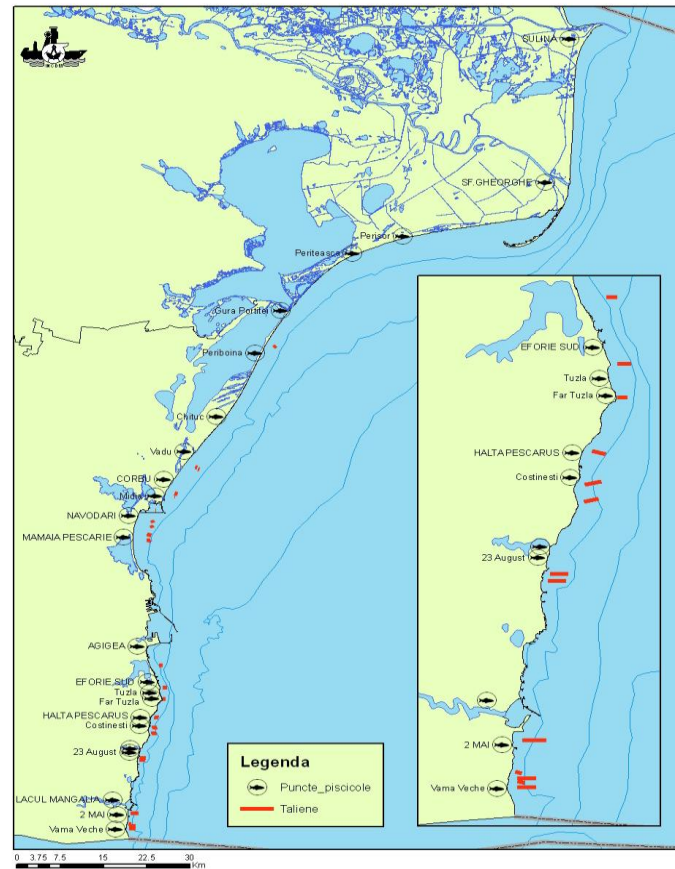 SULINA
SF.GHEORGHE
Perisor
Periteasca
Gura Portitei
Periboina
Chituc
Vadu
CORBU
Midia
NAVODARI
MAMAIA PESCARIE
AGIGEA
EFORIE SUD
Tuzla
Far Tuzla
HALTA PESCARUS
Costinesti
23 August
LACUL MANGALIA
2 MAI
Vama Veche
EFORIE SUD
Tuzla
Far Tuzla
HALTA PESCARUS
Costinesti
23 August
2 MAI
Vama Veche
Legenda
Puncte_piscicole
Taliene
0 3.75 7.5 15 22.5 30
Km